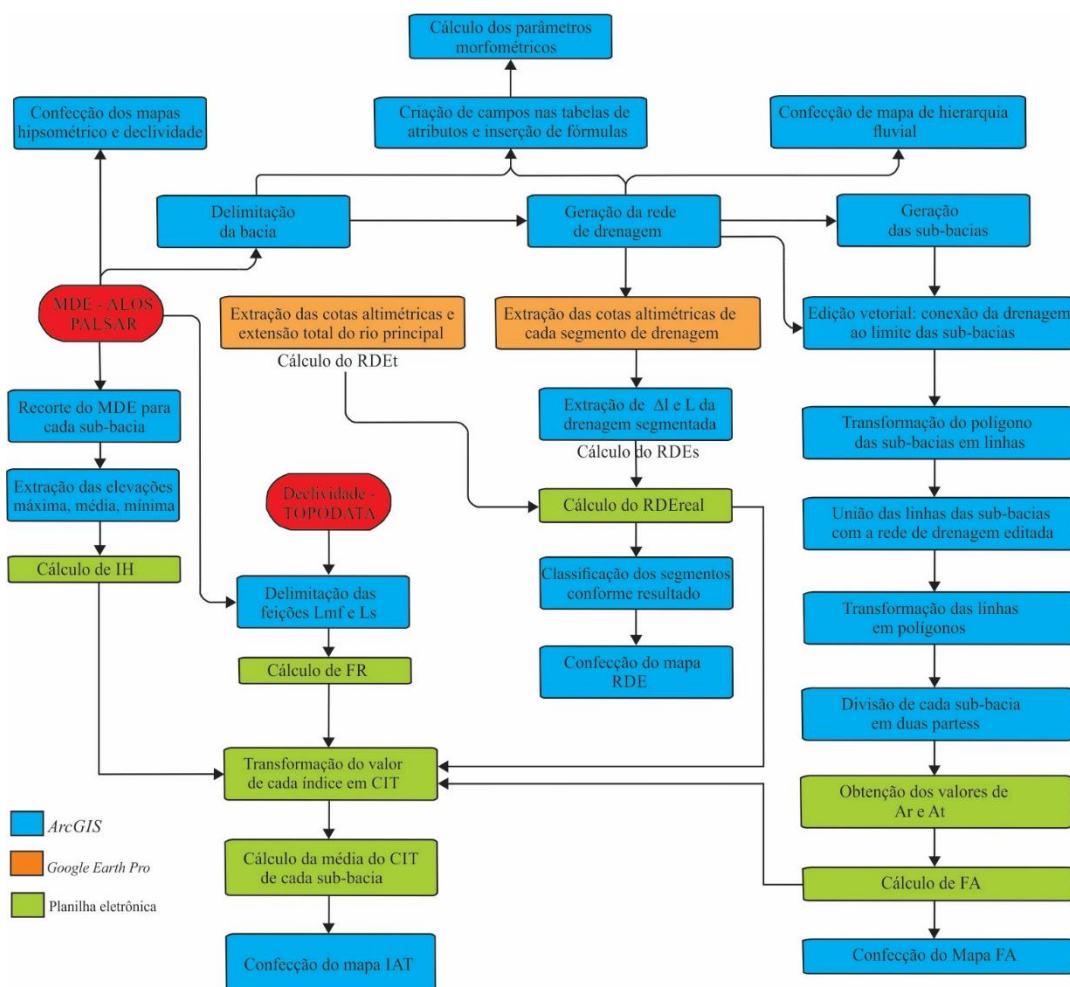 Cálculo dos parâmetros
morfométricos
Confecção dos mapas
hipsométrico e declividade
Criação de campos nas tabelas de
atributos e inserção de fórmulas
Confecção de mapa de hierarquia
fluvial
Delimitação
da bacia
Geração da rede
de drenagem
Geração
das sub-bacias
MDE - ALOS
PALSAR
Extração das cotas altimétricas e
extensão total do rio principal
Extração das cotas altimétricas de
cada segmento de drenagem
Edição vetorial: conexão da drenagem
ao limite das sub-bacias
Cálculo do RDEt
Recorte do MDE para
cada sub-bacia
Extração de Δl e L da
drenagem segmentada
Transformação do polígono
das sub-bacias em linhas
Cálculo do RDEs
Extração das elevações
máxima, média, mínima
Declividade -
TOPODATA
Cálculo do RDEreal
União das linhas das sub-bacias
com a rede de drenagem editada
Cálculo de IH
Delimitação das
feições Lmf e Ls
Classificação dos segmentos
conforme resultado
Transformação das linhas
em polígonos
Cálculo de FR
Confecção do mapa
RDE
Divisão de cada sub-bacia
em duas partess
Transformação do valor
de cada índice em CIT
Obtenção dos valores de
Ar e At
ArcGIS
Google Earth Pro
Planilha eletrônica
Cálculo da média do CIT
de cada sub-bacia
Cálculo de FA
Confecção do mapa IAT
Confecção do Mapa FA